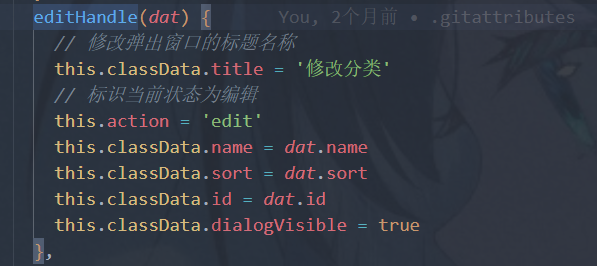 editHandle(dat) { You, 2个月前 • .gitattributes
// 修改弹出窗口的标题名称
this.classData.title = '修改分类'
// 标识当前状态为编辑
this.action = 'edit'
this.classData.name = dat.name
this.classData.sort = dat.sort
this.classData.id = dat.id
this.classData.dialogVisible = true
},